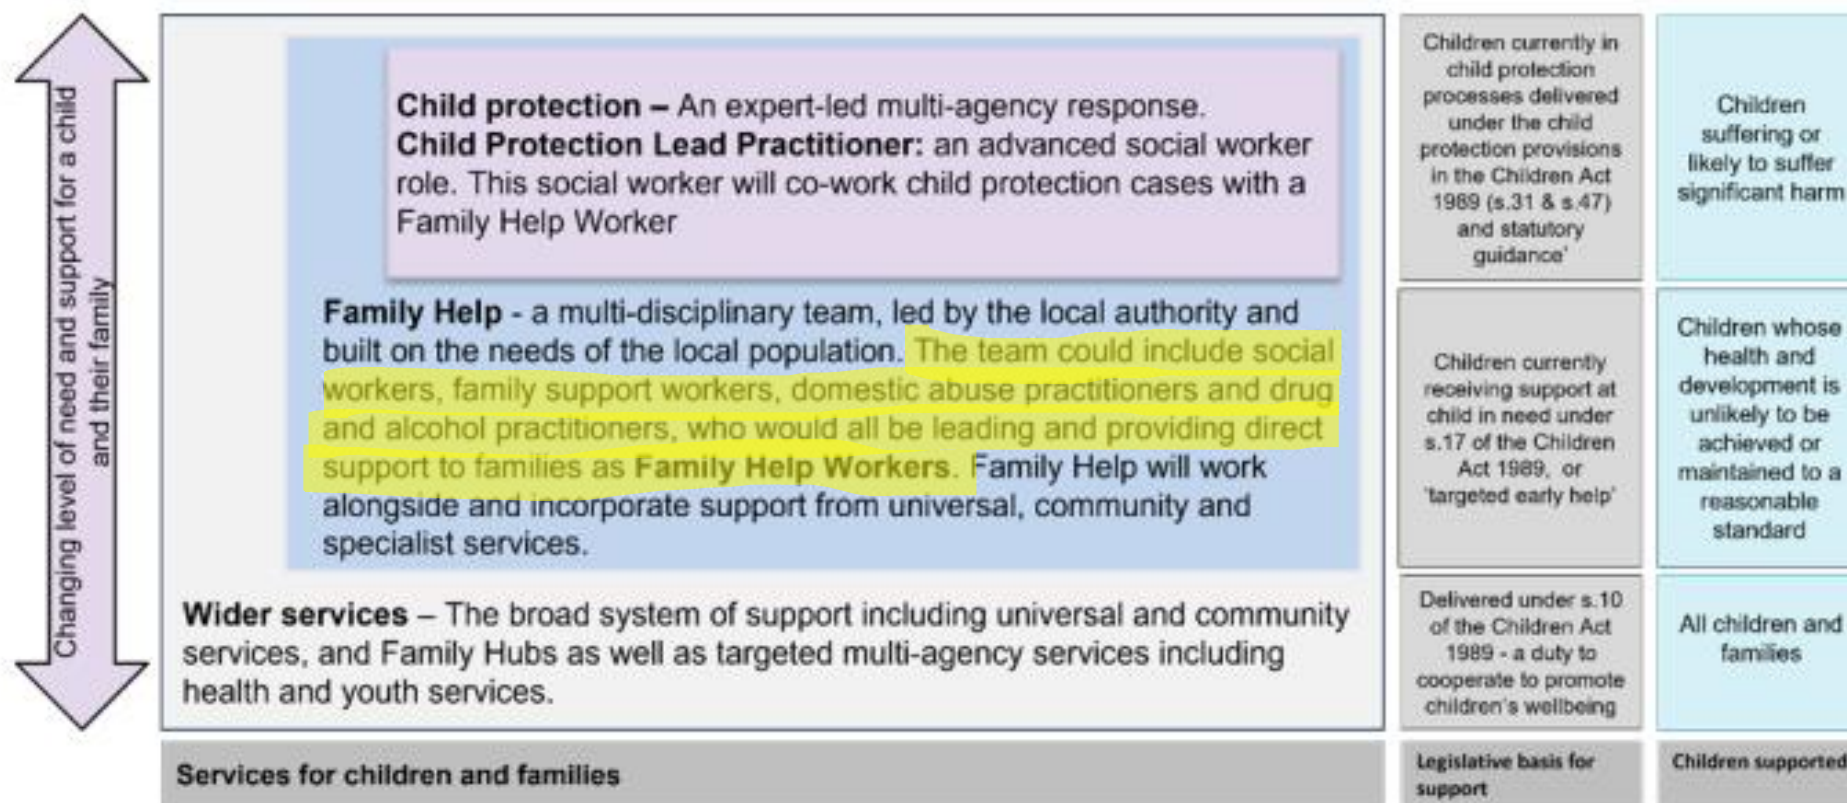 Changing level of need and support for a child
and their family
Child protection – An expert-led multi-agency response.
Child Protection Lead Practitioner: an advanced social worker
role. This social worker will co-work child protection cases with a
Family Help Worker
Family Help - a multi-disciplinary team, led by the local authority and
built on the needs of the local population. The team could include social
workers, family support workers, domestic abuse practitioners and drug
and alcohol practitioners, who would all be leading and providing direct
support to families as Family Help Workers. Family Help will work
alongside and incorporate support from universal, community and
specialist services.
Wider services – The broad system of support including universal and community
services, and Family Hubs as well as targeted multi-agency services including
health and youth services.
Services for children and families
Children currently in
child protection
processes delivered
under the child
protection provisions
in the Children Act
1989 (s.31 & s.47)
and statutory
guidance'
Children currently
receiving support at
child in need under
s.17 of the Children
Act 1989, or
'targeted early help'
Delivered under s.10
of the Children Act
1989 - a duty to
cooperate to promote
children's wellbeing
Legislative basis for
support
Children
suffering or
likely to suffer
significant harm
Children whose
health and
development is
unlikely to be
achieved or
maintained to a
reasonable
standard
All children and
families
Children supported